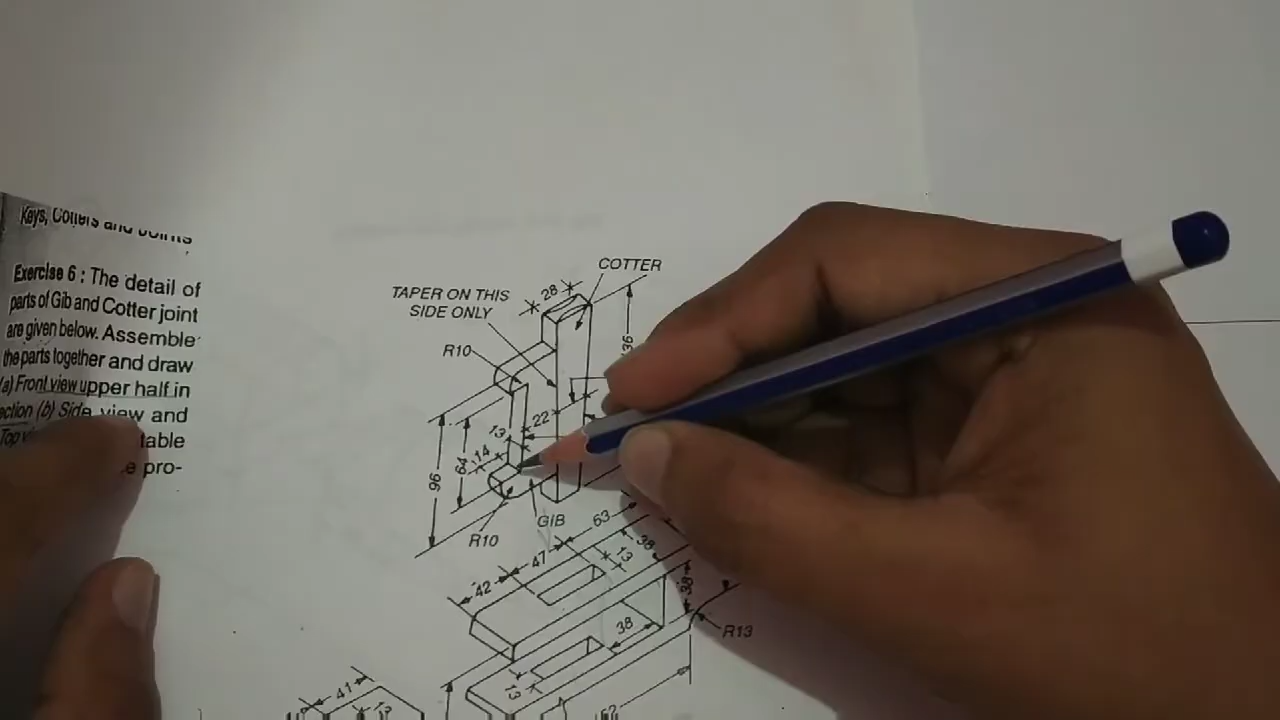 Keys, Cotters and Joints
Exercise 6 : The detail of
parts of Gib and Cotter joint
are given below. Assemble
the parts together and draw
(a) Front view upper half in
section (b) Side view and
Top
table
pro-
COTTER
28
TAPER ON THIS
SIDE ONLY
R10
22
13
14
64
96
GIB
R10
63
47
42
38
13
38
38
R13
13
41